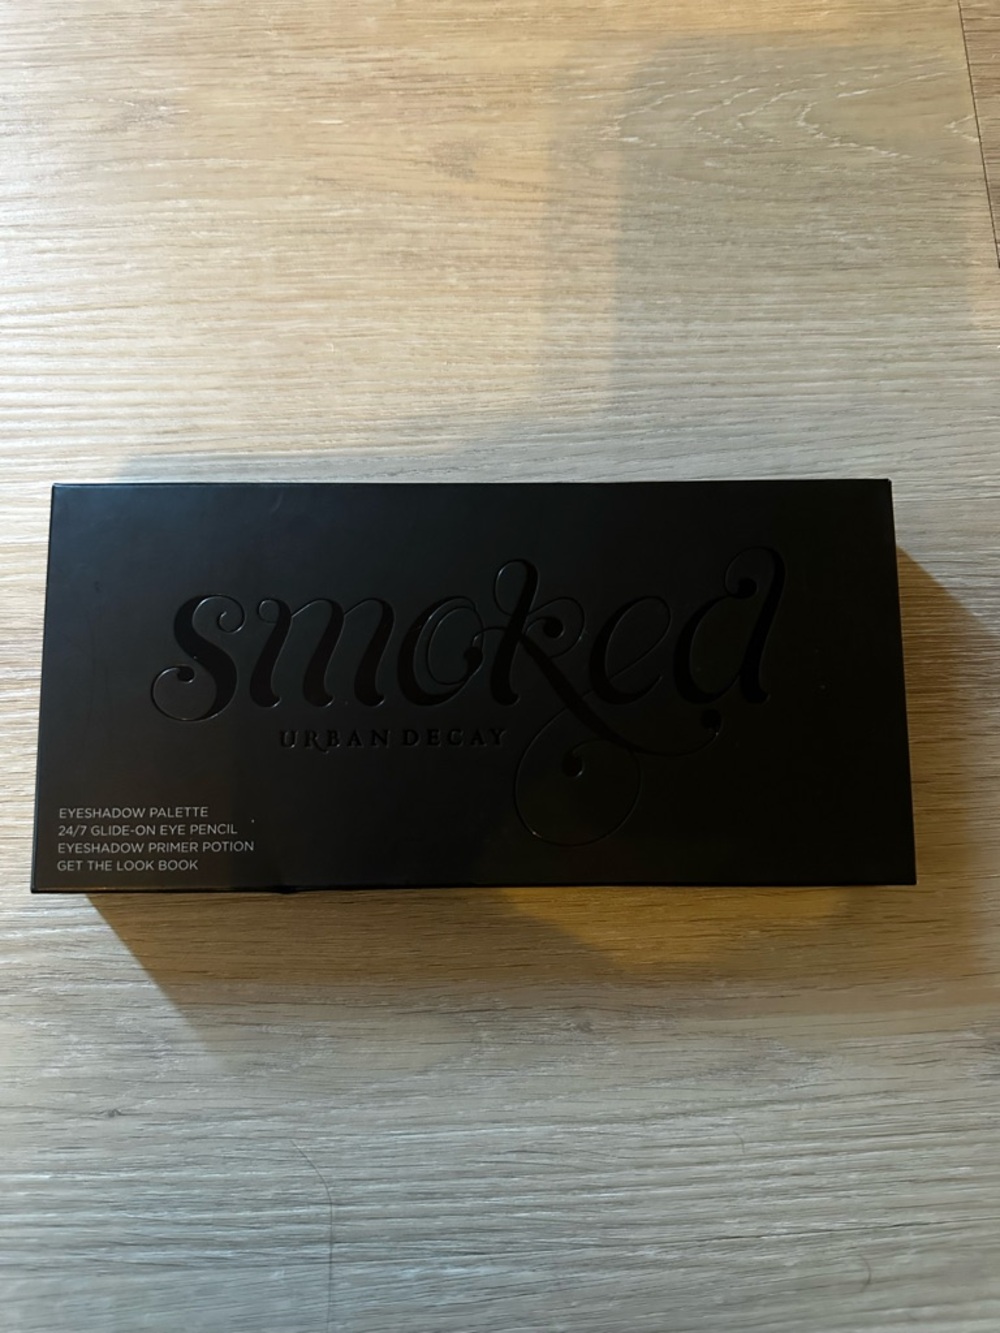 smoked
URBAN DECAY
EYESHADOW PALETTE
24/7 GLIDE-ON EYE PENCIL
EYESHADOW PRIMER POTION
GET THE LOOK BOOK